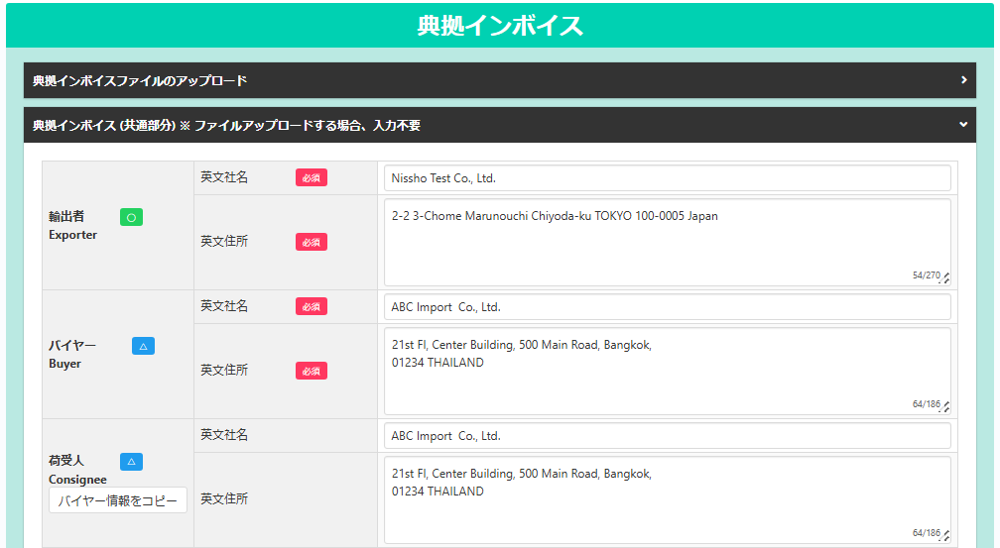 典拠インボイス
典拠インボイスファイルのアップロード
典拠インボイス (共通部分) ※ ファイルアップロードする場合、入力不要
輸出者 ○
Exporter
英文社名 必須
Nissho Test Co., Ltd.
英文住所 必須
2-2 3-Chome Marunouchi Chiyoda-ku TOKYO 100-0005 Japan
54/270
バイヤー △
Buyer
英文社名 必須
ABC Import  Co., Ltd.
英文住所 必須
21st Fl, Center Building, 500 Main Road, Bangkok,
01234 THAILAND
64/186
荷受人 △
Consignee
バイヤー情報をコピー
英文社名
ABC Import  Co., Ltd.
英文住所
21st Fl, Center Building, 500 Main Road, Bangkok,
01234 THAILAND
64/186